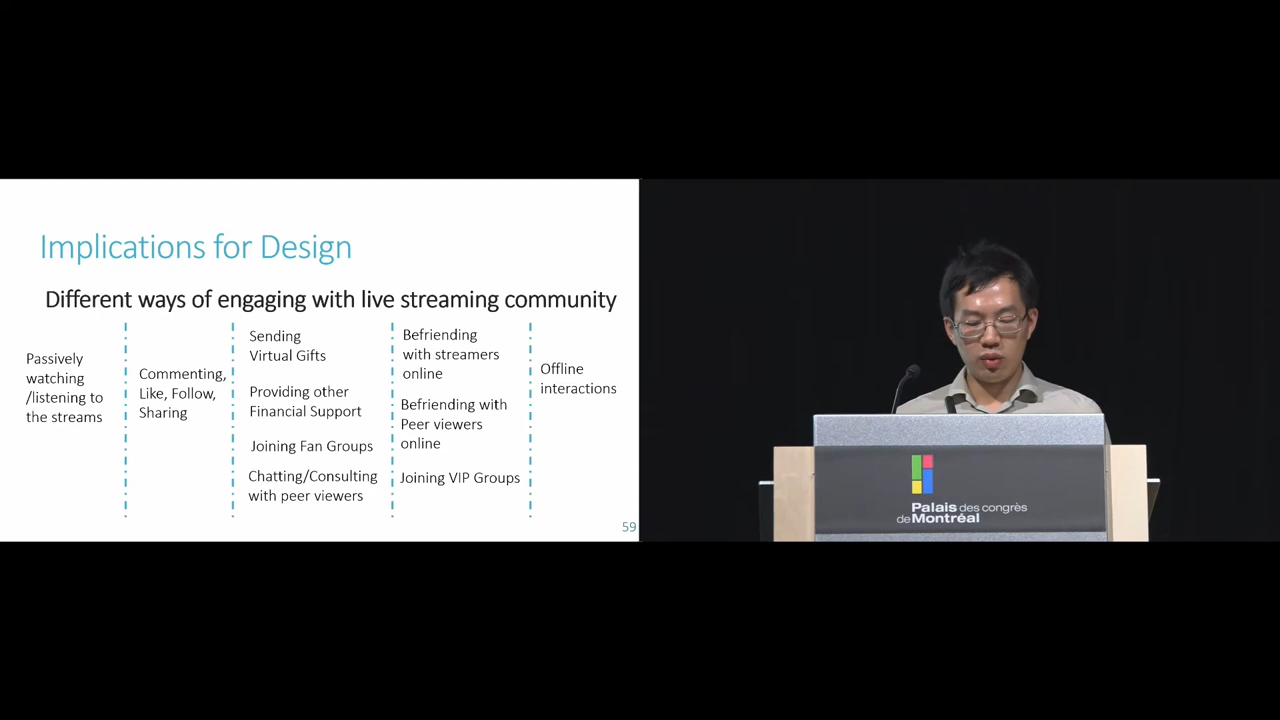 Implications for Design
Different ways of engaging with live streaming community
Passively
watching
/listening to
the streams
Commenting,
Like, Follow,
Sharing
Sending
Virtual Gifts
Providing other
Financial Support
Joining Fan Groups
Chatting/Consulting
with peer viewers
Befriending
with streamers
online
Befriending with
Peer viewers
online
Joining VIP Groups
Offline
interactions
59
Palais des congrès
de Montréal